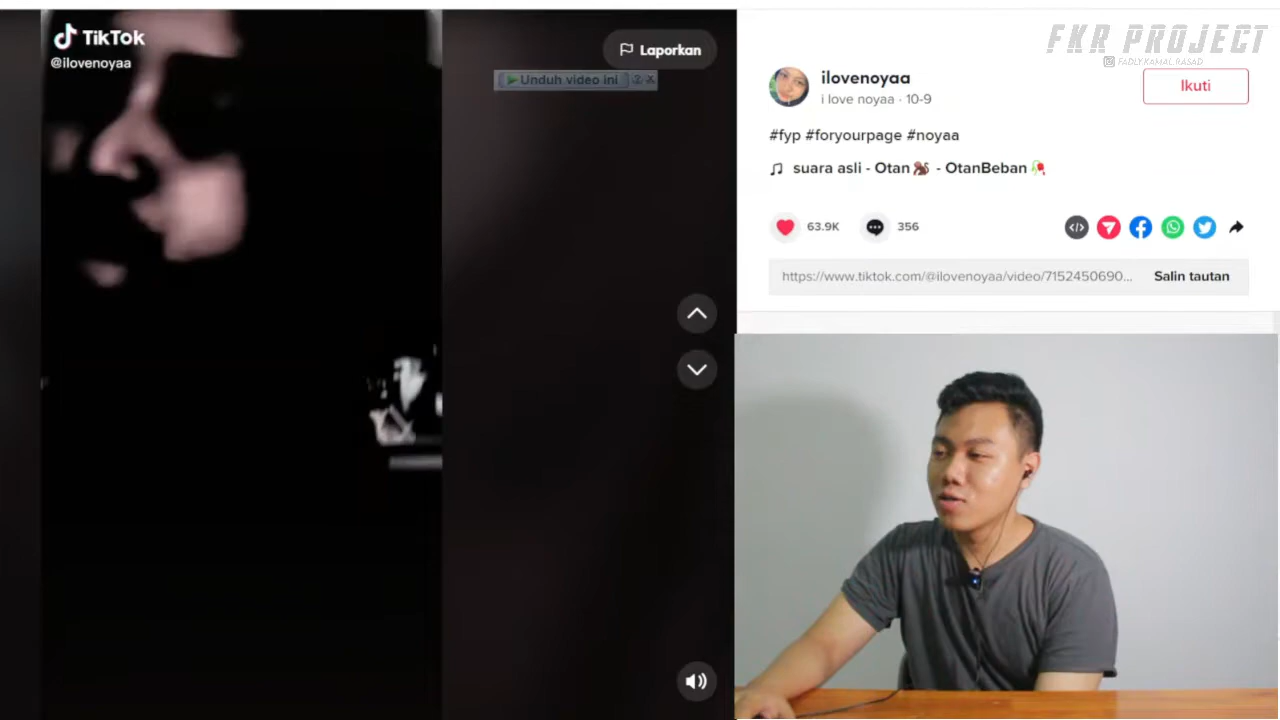 TikTok
@ilovenoyaa
Laporkan
Unduh video ini
FKR PROJECT
FADLY.KAMAL.RASAD
ilovenoyaa
i love noyaa · 10-9
Ikuti
#fyp #foryourpage #noyaa
suara asli - Otan🐒 - OtanBeban🥀
63.9K
356
https://www.tiktok.com/@ilovenoyaa/video/7152450690...
Salin tautan